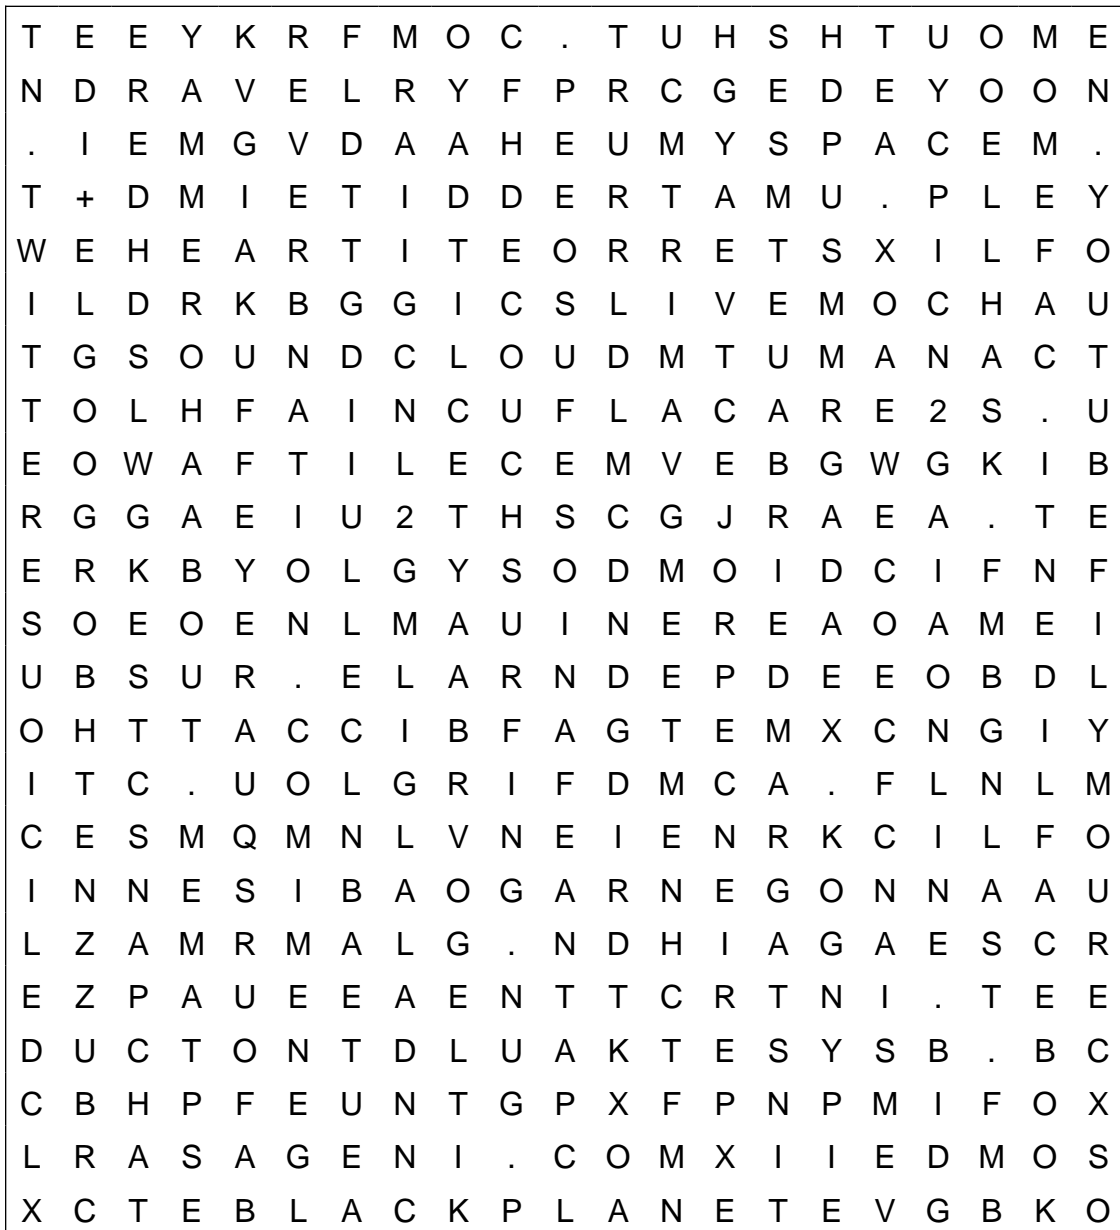 T E E Y K R F M O C . T U H S H T U O M E
N D R A V E L R Y F P R C G E D E Y O O N
. I E M G V D A A H E U M Y S P A C E M .
T + D M I E T I D D E R T A M U . P L E Y
W E H E A R T I T E O R R E T S X I L F O
I L D R K B G G I C S L I V E M O C H A U
T G S O U N D C L O U D M T U M A N A C T
T O L H F A I N C U F L A C A R E 2 S . U
E O W A F T I L E C E M V E B G W G K I B
R G G A E I U 2 T H S C G J R A E A . T E
E R K B Y O L G Y S O D M O I D C I F N F
S O E O E N L M A U I N E R E A O A M E I
U B S U R . E L A R N D E P D E E O B D L
O H T T A C C I B F A G T E M X C N G I Y
I T C . U O L G R I F D M C A . F L N L M
C E S M Q M N L V N E I E N R K C I L F O
I N N E S I B A O G A R N E G O N N A A U
L Z A M R M A L G . N D H I A G A E S C R
E Z P A U E E A E N T T C R T N I . T E E
D U C T O N T D L U A K T E S Y S B . B C
C B H P F E U N T G P X F P N P M I F O X
L R A S A G E N I . C O M X I I E D M O S
X C T E B L A C K P L A N E T E V G B K O